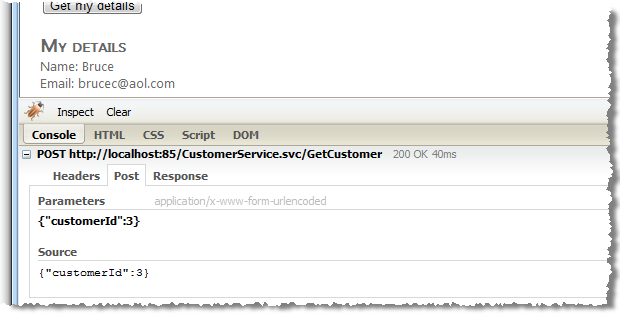 Get my details
My details
Name: Bruce
Email: brucec@aol.com
Inspect Clear
Console HTML CSS Script DOM
POST http://localhost:85/CustomerService.svc/GetCustomer 200 OK 40ms
Headers Post Response
Parameters application/x-www-form-urlencoded
{"customerId":3}
Source
{"customerId":3}